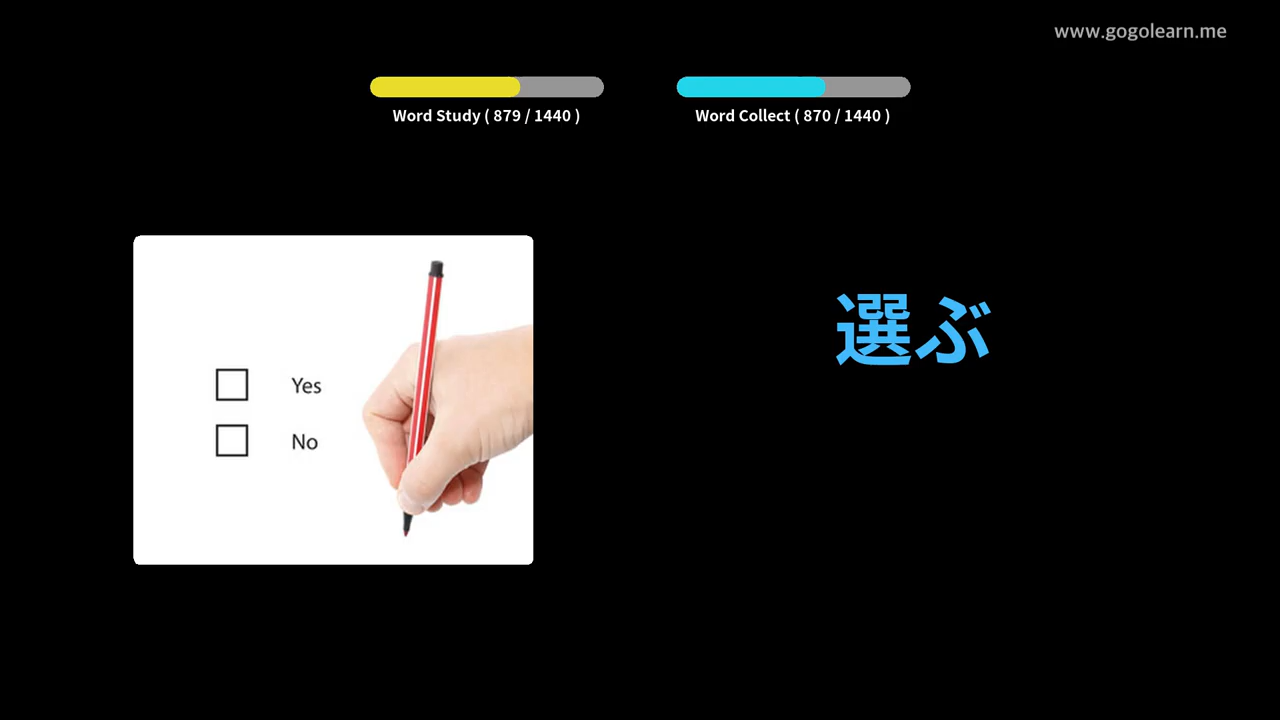 www.gogolearn.me
Word Study ( 879 / 1440 )
Word Collect ( 870 / 1440 )
選ぶ
Yes
No